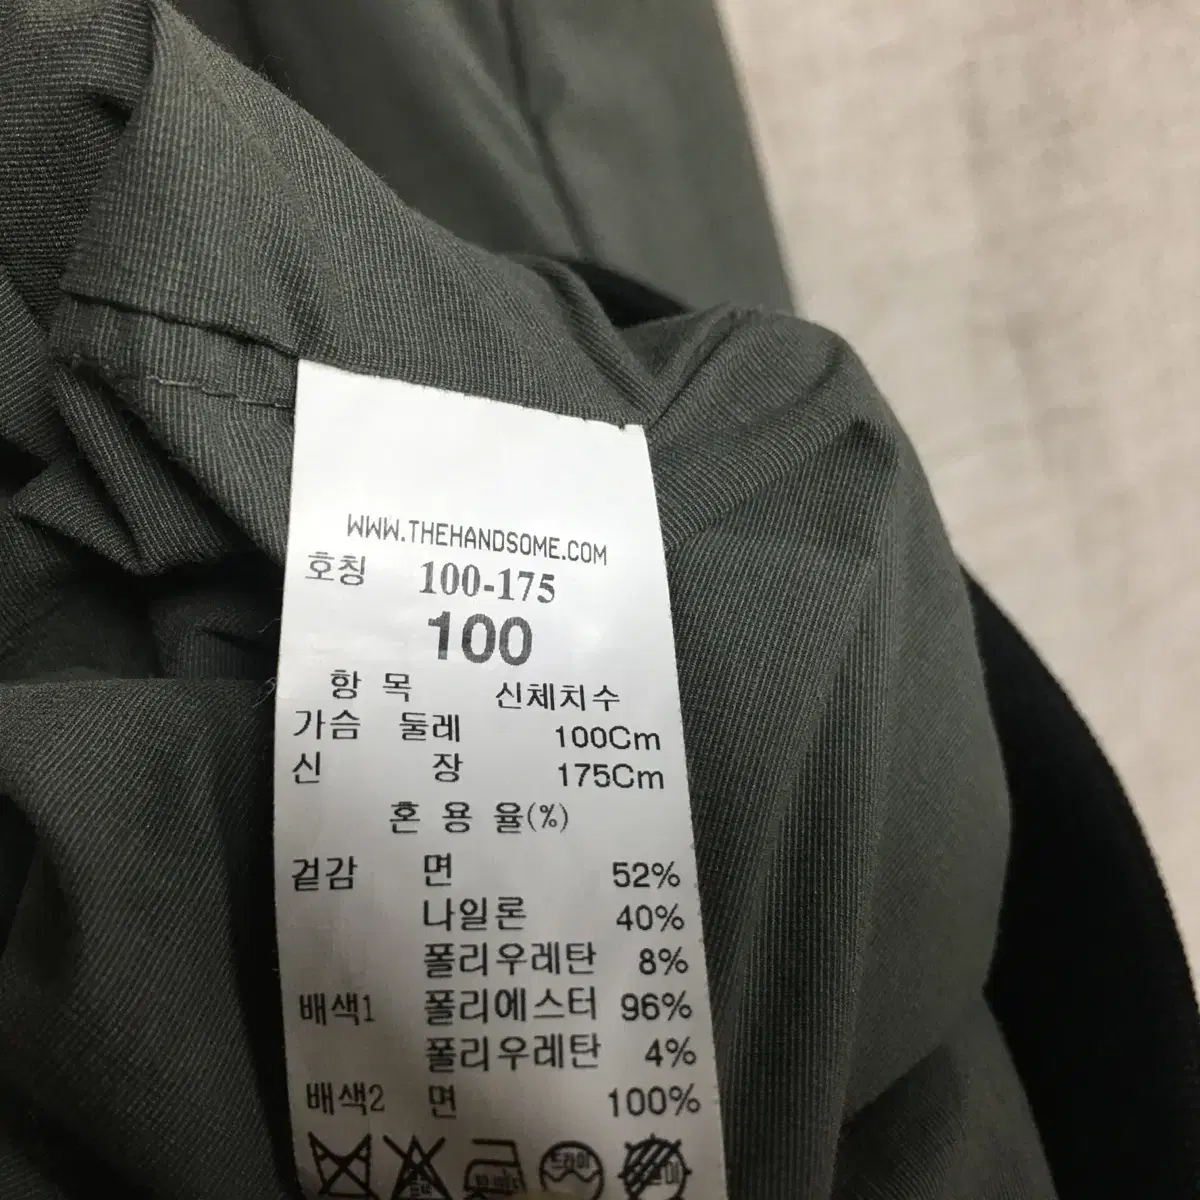 WWW.THEHANDSOME.COM
호칭 100-175
100
항 목 신체치수
가슴 둘레 100Cm
신 장 175Cm
혼 용 율(%)
겉감 면 52%
나일론 40%
폴리우레탄 8%
배색1 폴리에스터 96%
폴리우레탄 4%
배색2 면 100%
드라이